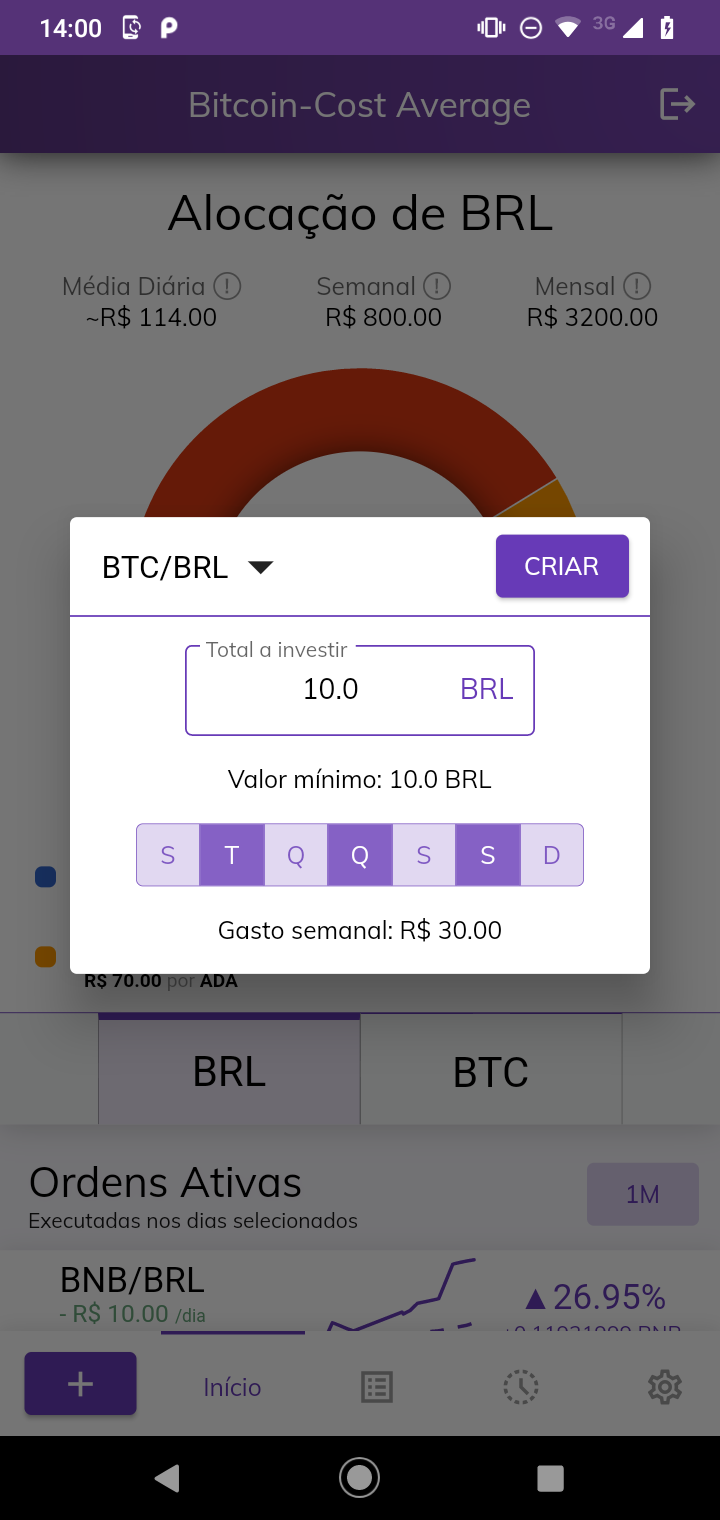 14:00
3G
Bitcoin-Cost Average
Alocação de BRL
Média Diária Semanal Mensal
~R$ 114.00 R$ 800.00 R$ 3200.00
BTC/BRL CRIAR
Total a investir
10.0 BRL
Valor mínimo: 10.0 BRL
S T Q Q S S D
Gasto semanal: R$ 30.00
R$ 70.00 por ADA
BRL BTC
Ordens Ativas 1M
Executadas nos dias selecionados
BNB/BRL
- R$ 10.00 /dia
▲26.95%
Início